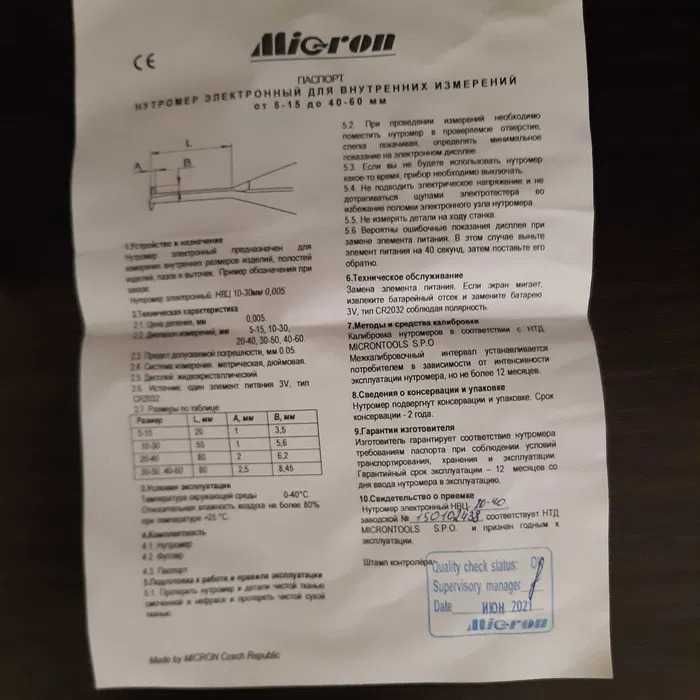 CE
Micron
ПАСПОРТ
НУТРОМЕР ЭЛЕКТРОННЫЙ ДЛЯ ВНУТРЕННИХ ИЗМЕРЕНИЙ
от 5-15 до 40-60 мм
L
A
B
1.Устройство и назначение
Нутромер электронный предназначен для
измерения внутренних размеров изделий, полостей
изделий, пазов и выточек. Пример обозначения при
заказе:
Нутромер электронный. НВЦ 10-30мм 0,005
2.Техническая характеристика
2.1. Цена деления, мм 0,005.
2.2. Диапазон измерений, мм 5-15, 10-30,
20-40, 30-50, 40-60.
2.3. Предел допускаемой погрешности, мм 0.05
2.4. Система измерения: метрическая, дюймовая.
2.5. Дисплей: жидкокристаллический.
2.6. Источник: один элемент питания 3V, тип
CR2032
2.7. Размеры по таблице:
Размер L, мм А, мм В, мм
5-15 20 1 3,5
10-30 55 1 5,6
20-40 80 2 6,2
30-50, 40-60 80 2,5 8,45
3.Условия эксплуатации
Температура окружающей среды 0-40°С.
Относительная влажность воздуха не более 80%
при температуре +25 °С.
4.Комплектность
4.1. Нутромер
4.2. Футляр
4.3. Паспорт
5.Подготовка к работе и правила эксплуатации
5.1. Протереть нутромер и детали чистой тканью
смоченной в нефрасе и протереть чистой сухой
тканью.
Made by MICRON Czech Republic
5.2. При проведении измерений необходимо
поместить нутромер в проверяемое отверстие,
слегка покачивая, определять минимальное
показание на электронном дисплее.
5.3. Если вы не будете использовать нутромер
какое-то время, прибор необходимо выключать.
5.4. Не подводить электрическое напряжение и не
дотрагиваться щупами электротестера во
избежание поломки электронного узла нутромера.
5.5. Не измерять детали на ходу станка.
5.6 Вероятны ошибочные показания дисплея при
замене элемента питания. В этом случае выньте
элемент питания на 40 секунд, затем поставьте его
обратно.
6.Техническое обслуживание
Замена элемента питания. Если экран мигает,
извлеките батарейный отсек и замените батарею
3V, тип CR2032 соблюдая полярность.
7.Методы и средства калибровки
Калибровка нутромеров в соответствии с НТД
MICRONTOOLS S.P.O
Межкалибровочный интервал устанавливается
потребителем в зависимости от интенсивности
эксплуатации нутромера, но не более 12 месяцев.
8.Сведения о консервации и упаковке
Нутромер подвергнут консервации и упаковке. Срок
консервации - 2 года.
9.Гарантии изготовителя
Изготовитель гарантирует соответствие нутромера
требованиям паспорта при соблюдении условий
транспортирования, хранения и эксплуатации.
Гарантийный срок эксплуатации – 12 месяцев со
дня ввода нутромера в эксплуатацию.
10.Свидетельство о приемке
Нутромер электронный НВЦ 20-40
заводской № 150102438, соответствует НТД
MICRONTOOLS S.P.O. и признан годным к
эксплуатации.
Штамп контролера
Quality check status: OK
Supervisory manager
Date ИЮН 2021
Micron